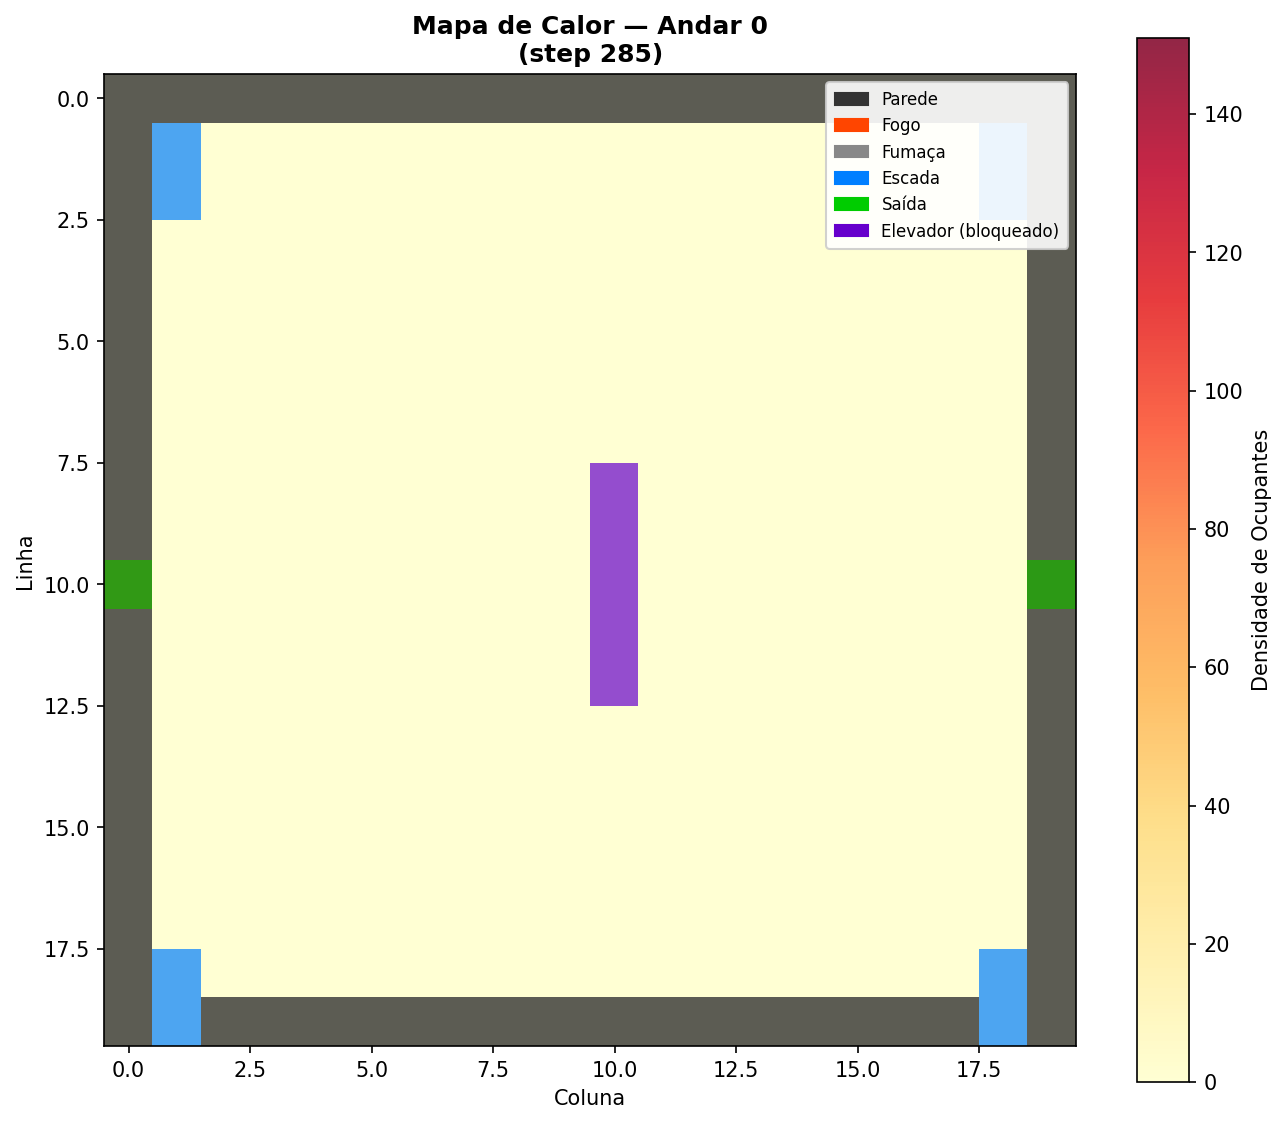 Mapa de Calor — Andar 0
(step 285)
Parede
Fogo
Fumaça
Escada
Saída
Elevador (bloqueado)
0.0
2.5
5.0
7.5
10.0
12.5
15.0
17.5
Linha
0.0
2.5
5.0
7.5
10.0
12.5
15.0
17.5
Coluna
140
120
100
80
60
40
20
0
Densidade de Ocupantes